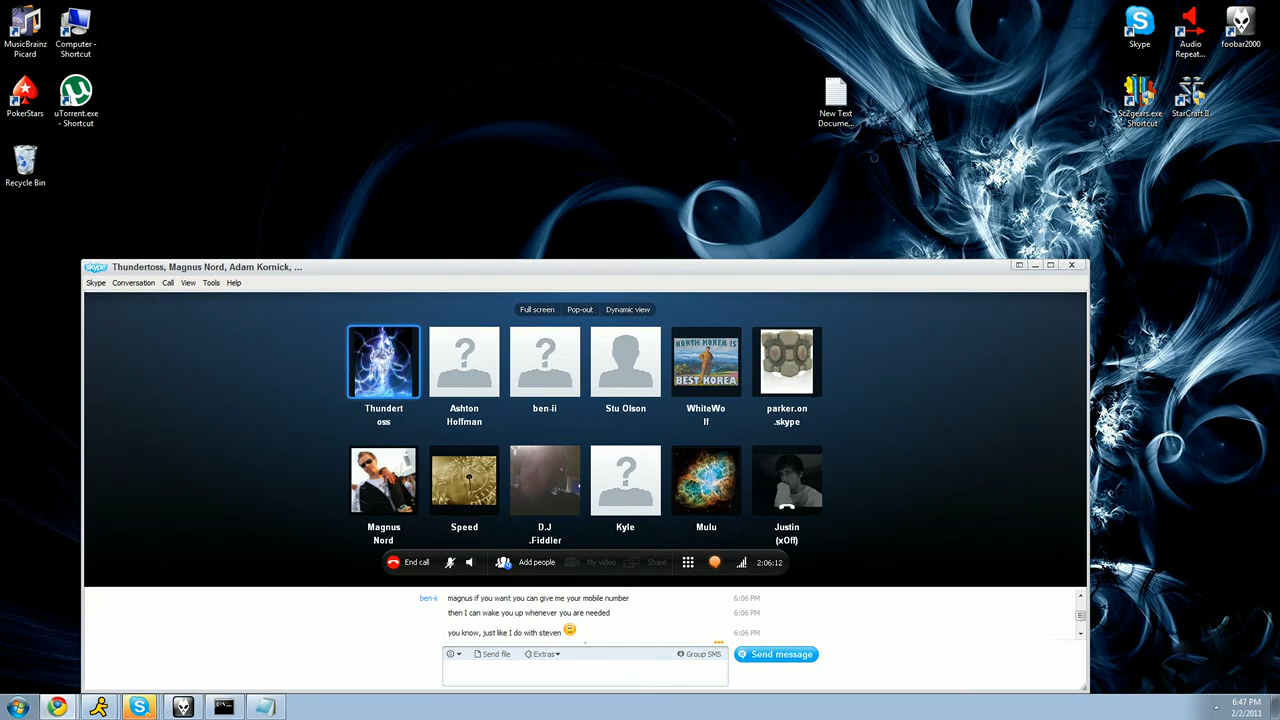 MusicBrainz
Picard
Computer -
Shortcut
Skype
Audio
Repeat...
foobar2000
PokerStars
uTorrent.exe
- Shortcut
New Text
Docume...
Sc2gears.exe
Shortcut
StarCraft II
Recycle Bin
skype Thundertoss, Magnus Nord, Adam Kornick, ...
Skype Conversation Call View Tools Help
Full screen Pop-out Dynamic view
NORTH KOREA IS
BEST KOREA
Thundert
oss
Ashton
Hoffman
ben-ii
Stu Olson
WhiteWo
lf
parker.on
.skype
Magnus
Nord
Speed
D.J
.Fiddler
Kyle
Mulu
Justin
(xOff)
End call Add people My video Share 2:06:12
ben-ii magnus if you want you can give me your mobile number 6:06 PM
then I can wake you up whenever you are needed 6:06 PM
you know, just like I do with steven 6:06 PM
Send file Extras Group SMS Send message
6:47 PM
2/2/2011